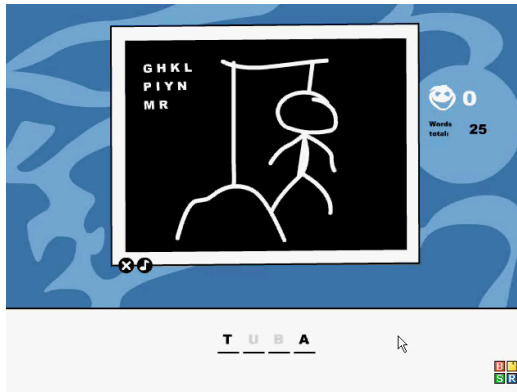 G H K L
P I Y N
M R
0
Words total: 25
T U B A
B
S R